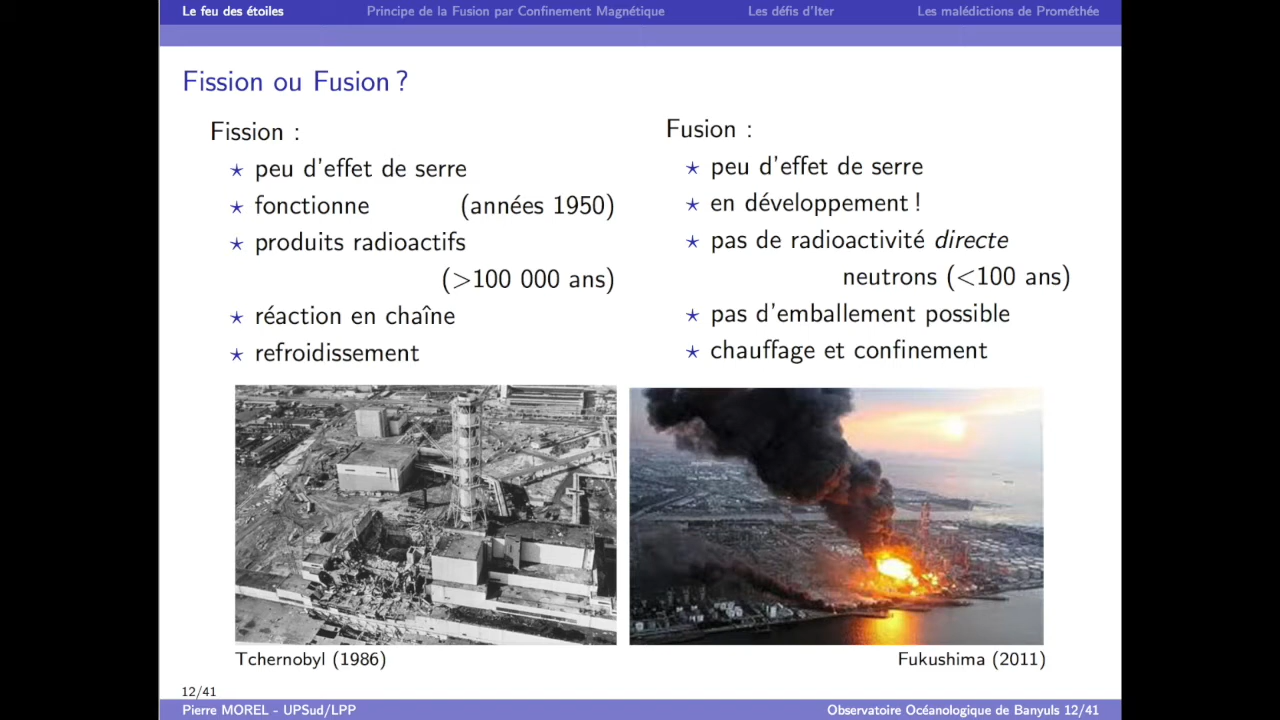 Le feu des étoiles Principe de la Fusion par Confinement Magnétique Les défis d'Iter Les malédictions de Prométhée
Fission ou Fusion ?
Fission :
★ peu d'effet de serre
★ fonctionne (années 1950)
★ produits radioactifs
(>100 000 ans)
★ réaction en chaîne
★ refroidissement
Fusion :
★ peu d'effet de serre
★ en développement !
★ pas de radioactivité directe
neutrons (<100 ans)
★ pas d'emballement possible
★ chauffage et confinement
Tchernobyl (1986)
Fukushima (2011)
12/41
Pierre MOREL - UPSud/LPP
Observatoire Océanologique de Banyuls 12/41